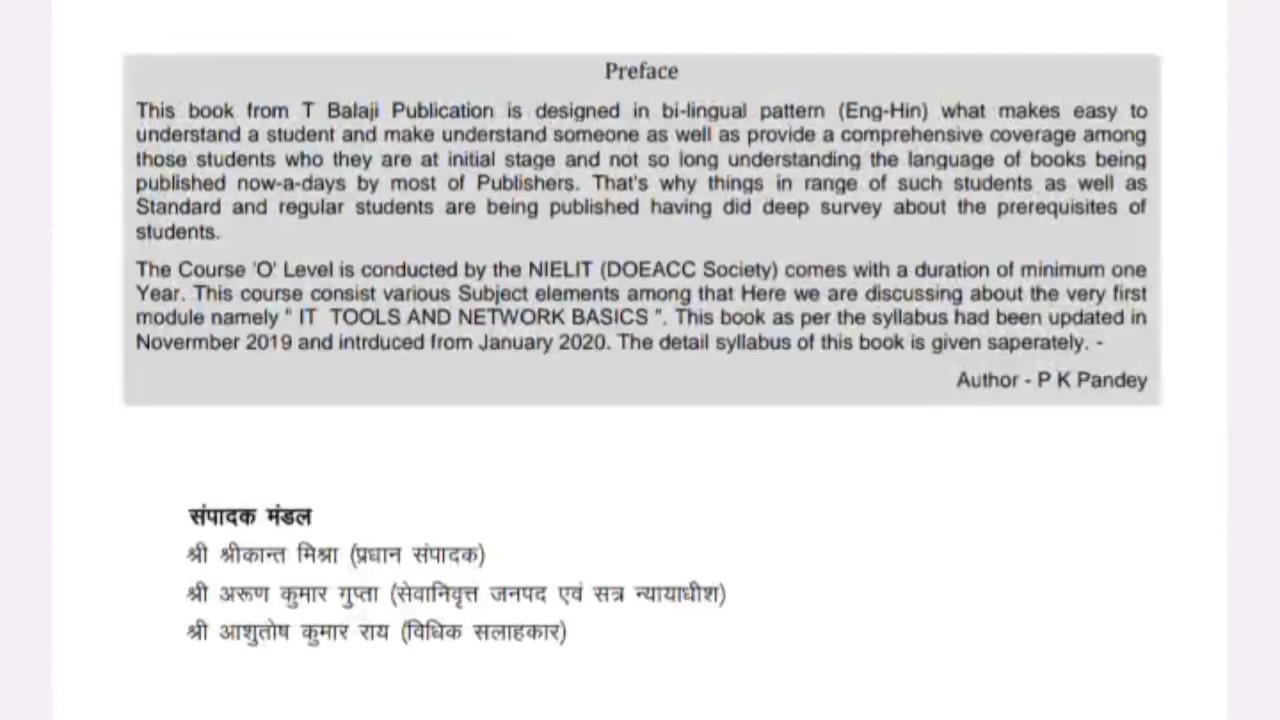 Preface
This book from T Balaji Publication is designed in bi-lingual pattern (Eng-Hin) what makes easy to
understand a student and make understand someone as well as provide a comprehensive coverage among
those students who they are at initial stage and not so long understanding the language of books being
published now-a-days by most of Publishers. That's why things in range of such students as well as
Standard and regular students are being published having did deep survey about the prerequisites of
students.
The Course 'O' Level is conducted by the NIELIT (DOEACC Society) comes with a duration of minimum one
Year. This course consist various Subject elements among that Here we are discussing about the very first
module namely " IT TOOLS AND NETWORK BASICS ". This book as per the syllabus had been updated in
Novermber 2019 and intrduced from January 2020. The detail syllabus of this book is given saperately. -
Author - P K Pandey
संपादक मंडल
श्री श्रीकान्त मिश्रा (प्रधान संपादक)
श्री अरूण कुमार गुप्ता (सेवानिवृत्त जनपद एवं सत्र न्यायाधीश)
श्री आशुतोष कुमार राय (विधिक सलाहकार)